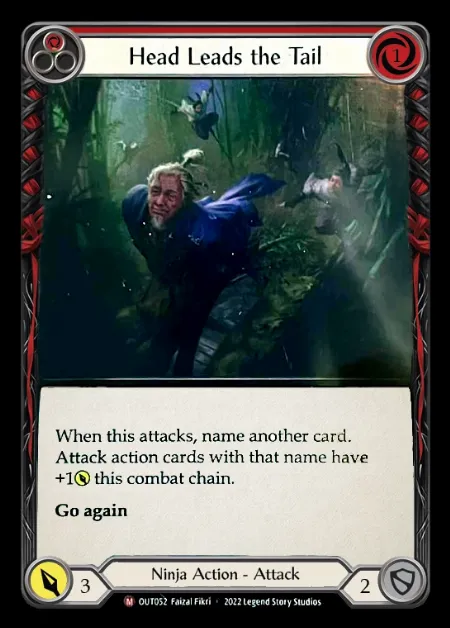 Head Leads the Tail
1
When this attacks, name another card.
Attack action cards with that name have
+1 this combat chain.
Go again
3
Ninja Action - Attack
2
M OUT052 Faizal Fikri · 2022 Legend Story Studios